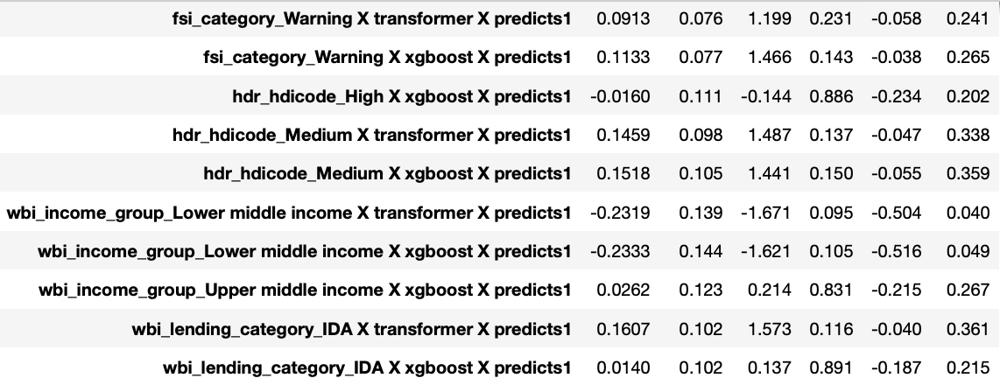 fsi_category_Warning X transformer X predicts1 0.0913 0.076 1.199 0.231 -0.058 0.241
fsi_category_Warning X xgboost X predicts1 0.1133 0.077 1.466 0.143 -0.038 0.265
hdr_hdicode_High X xgboost X predicts1 -0.0160 0.111 -0.144 0.886 -0.234 0.202
hdr_hdicode_Medium X transformer X predicts1 0.1459 0.098 1.487 0.137 -0.047 0.338
hdr_hdicode_Medium X xgboost X predicts1 0.1518 0.105 1.441 0.150 -0.055 0.359
wbi_income_group_Lower middle income X transformer X predicts1 -0.2319 0.139 -1.671 0.095 -0.504 0.040
wbi_income_group_Lower middle income X xgboost X predicts1 -0.2333 0.144 -1.621 0.105 -0.516 0.049
wbi_income_group_Upper middle income X xgboost X predicts1 0.0262 0.123 0.214 0.831 -0.215 0.267
wbi_lending_category_IDA X transformer X predicts1 0.1607 0.102 1.573 0.116 -0.040 0.361
wbi_lending_category_IDA X xgboost X predicts1 0.0140 0.102 0.137 0.891 -0.187 0.215